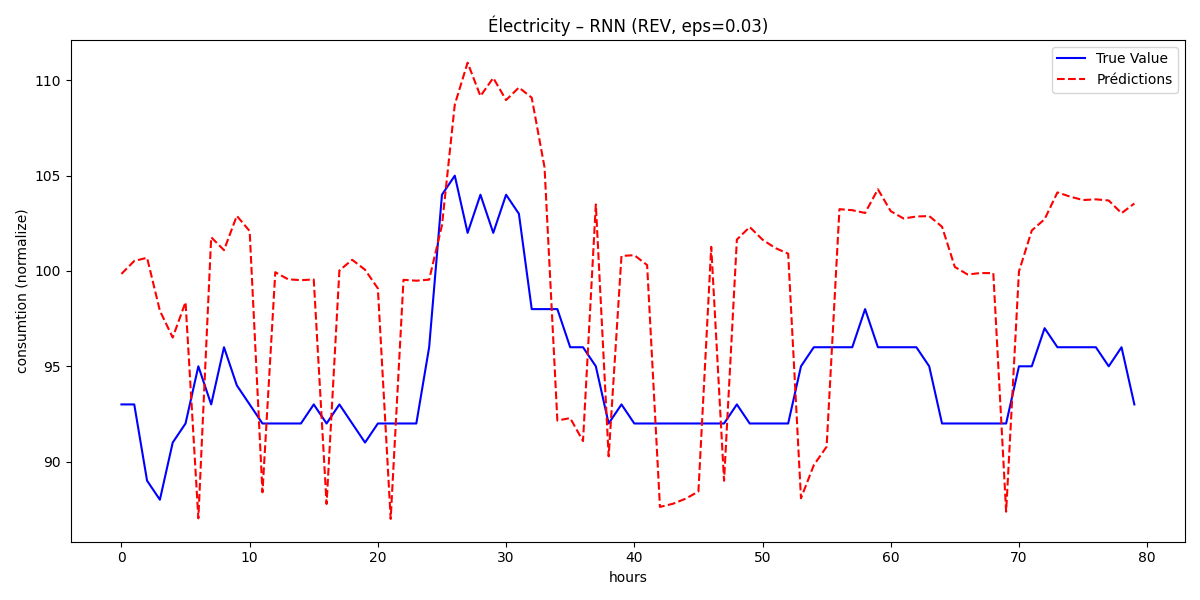 Électricity – RNN (REV, eps=0.03)
True Value
Prédictions
consumtion (normalize)
110
105
100
95
90
0 10 20 30 40 50 60 70 80
hours